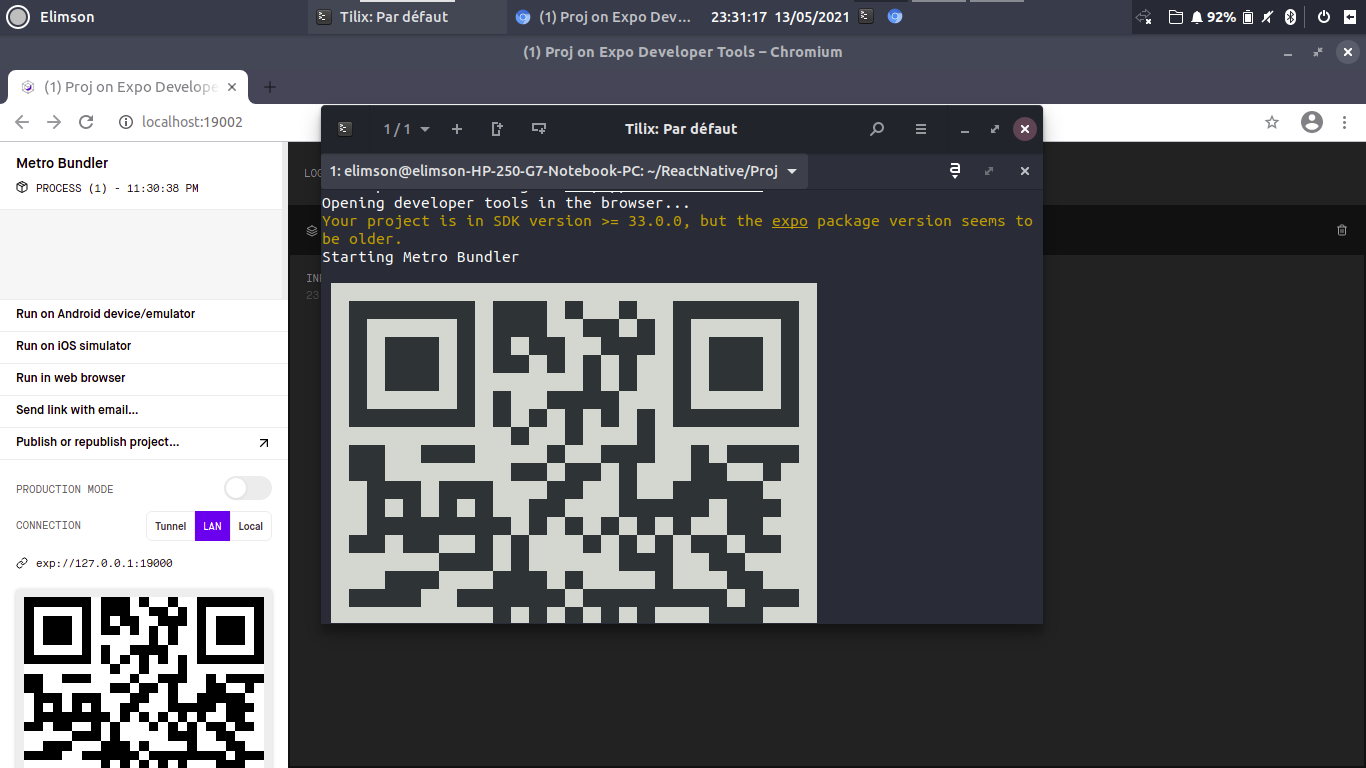 Elimson
Tilix: Par défaut
(1) Proj on Expo Dev...
23:31:17 13/05/2021
92%
(1) Proj on Expo Developer Tools – Chromium
(1) Proj on Expo Develope
localhost:19002
Metro Bundler
PROCESS (1) - 11:30:38 PM
Run on Android device/emulator
Run on iOS simulator
Run in web browser
Send link with email...
Publish or republish project...
PRODUCTION MODE
CONNECTION
Tunnel
LAN
Local
exp://127.0.0.1:19000
1 / 1
Tilix: Par défaut
1: elimson@elimson-HP-250-G7-Notebook-PC: ~/ReactNative/Proj
Opening developer tools in the browser...
Your project is in SDK version >= 33.0.0, but the expo package version seems to
be older.
Starting Metro Bundler